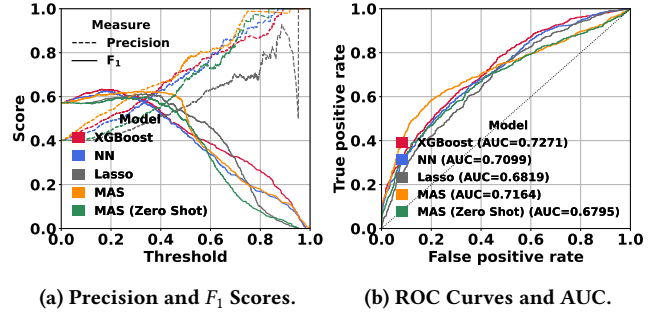 1.0
0.8
0.6
0.4
0.2
0.0
Score
Measure
Precision
F1
Model
XGBoost
NN
Lasso
MAS
MAS (Zero Shot)
0.0 0.2 0.4 0.6 0.8 1.0
Threshold
(a) Precision and F1 Scores.
1.0
0.8
0.6
0.4
0.2
0.0
True positive rate
Model
XGBoost (AUC=0.7271)
NN (AUC=0.7099)
Lasso (AUC=0.6819)
MAS (AUC=0.7164)
MAS (Zero Shot) (AUC=0.6795)
0.0 0.2 0.4 0.6 0.8 1.0
False positive rate
(b) ROC Curves and AUC.